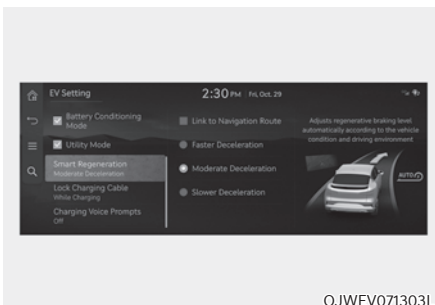 EV Setting
2:30 PM Fri, Oct. 29
Battery Conditioning
Mode
Utility Mode
Smart Regeneration
Moderate Deceleration
Lock Charging Cable
While Charging
Charging Voice Prompts
Off
Link to Navigation Route
Faster Deceleration
Moderate Deceleration
Slower Deceleration
Adjusts regenerative braking level
automatically according to the vehicle
condition and driving environment
AUTO
OJWEV071303L